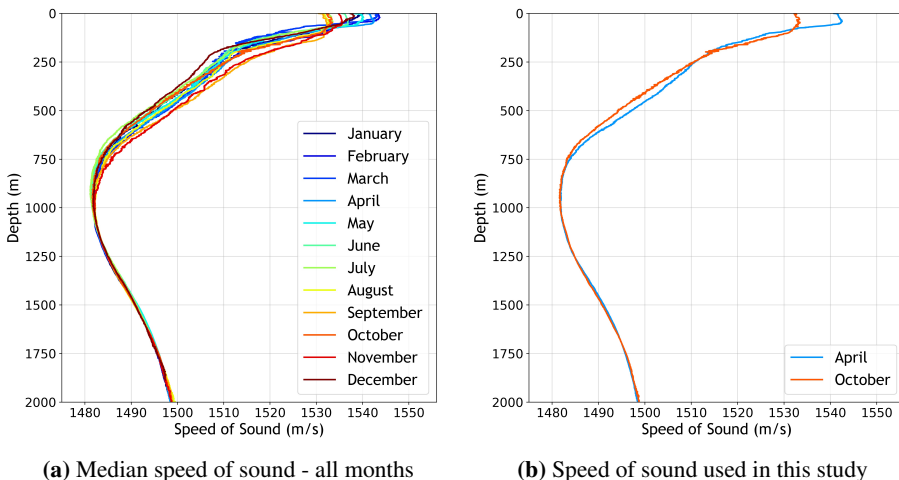 0
250
500
750
1000
1250
1500
1750
2000
Depth (m)
1480 1490 1500 1510 1520 1530 1540 1550
Speed of Sound (m/s)
January
February
March
April
May
June
July
August
September
October
November
December
(a) Median speed of sound - all months
0
250
500
750
1000
1250
1500
1750
2000
Depth (m)
1480 1490 1500 1510 1520 1530 1540 1550
Speed of Sound (m/s)
April
October
(b) Speed of sound used in this study